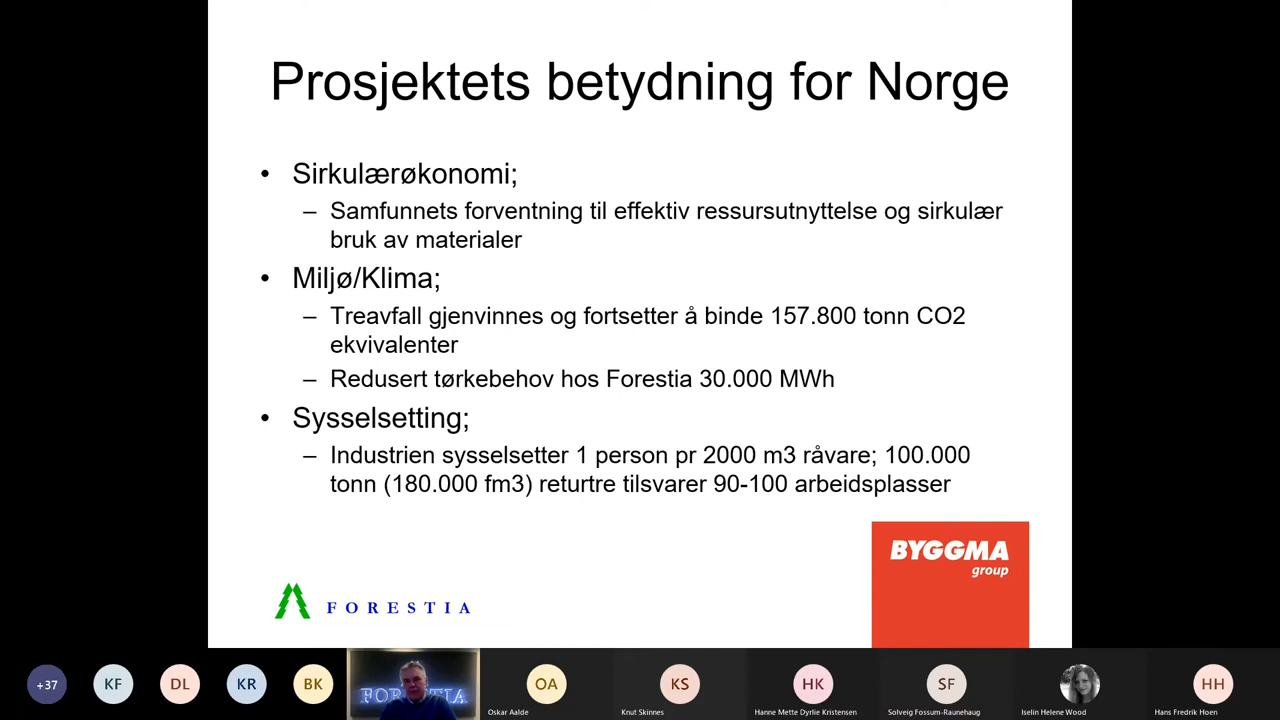 Prosjektets betydning for Norge
• Sirkulærøkonomi;
– Samfunnets forventning til effektiv ressursutnyttelse og sirkulær
bruk av materialer
• Miljø/Klima;
– Treavfall gjenvinnes og fortsetter å binde 157.800 tonn CO2
ekvivalenter
– Redusert tørkebehov hos Forestia 30.000 MWh
• Sysselsetting;
– Industrien sysselsetter 1 person pr 2000 m3 råvare; 100.000
tonn (180.000 fm3) returtre tilsvarer 90-100 arbeidsplasser
BYGGMA
group
FORESTIA
+37
KF
DL
KR
BK
FORESTIA
OA
Oskar Aalde
KS
Knut Skinnes
HK
Hanne Mette Dyrlie Kristensen
SF
Solveig Fossum-Raunehaug
Iselin Helene Wood
HH
Hans Fredrik Hoen